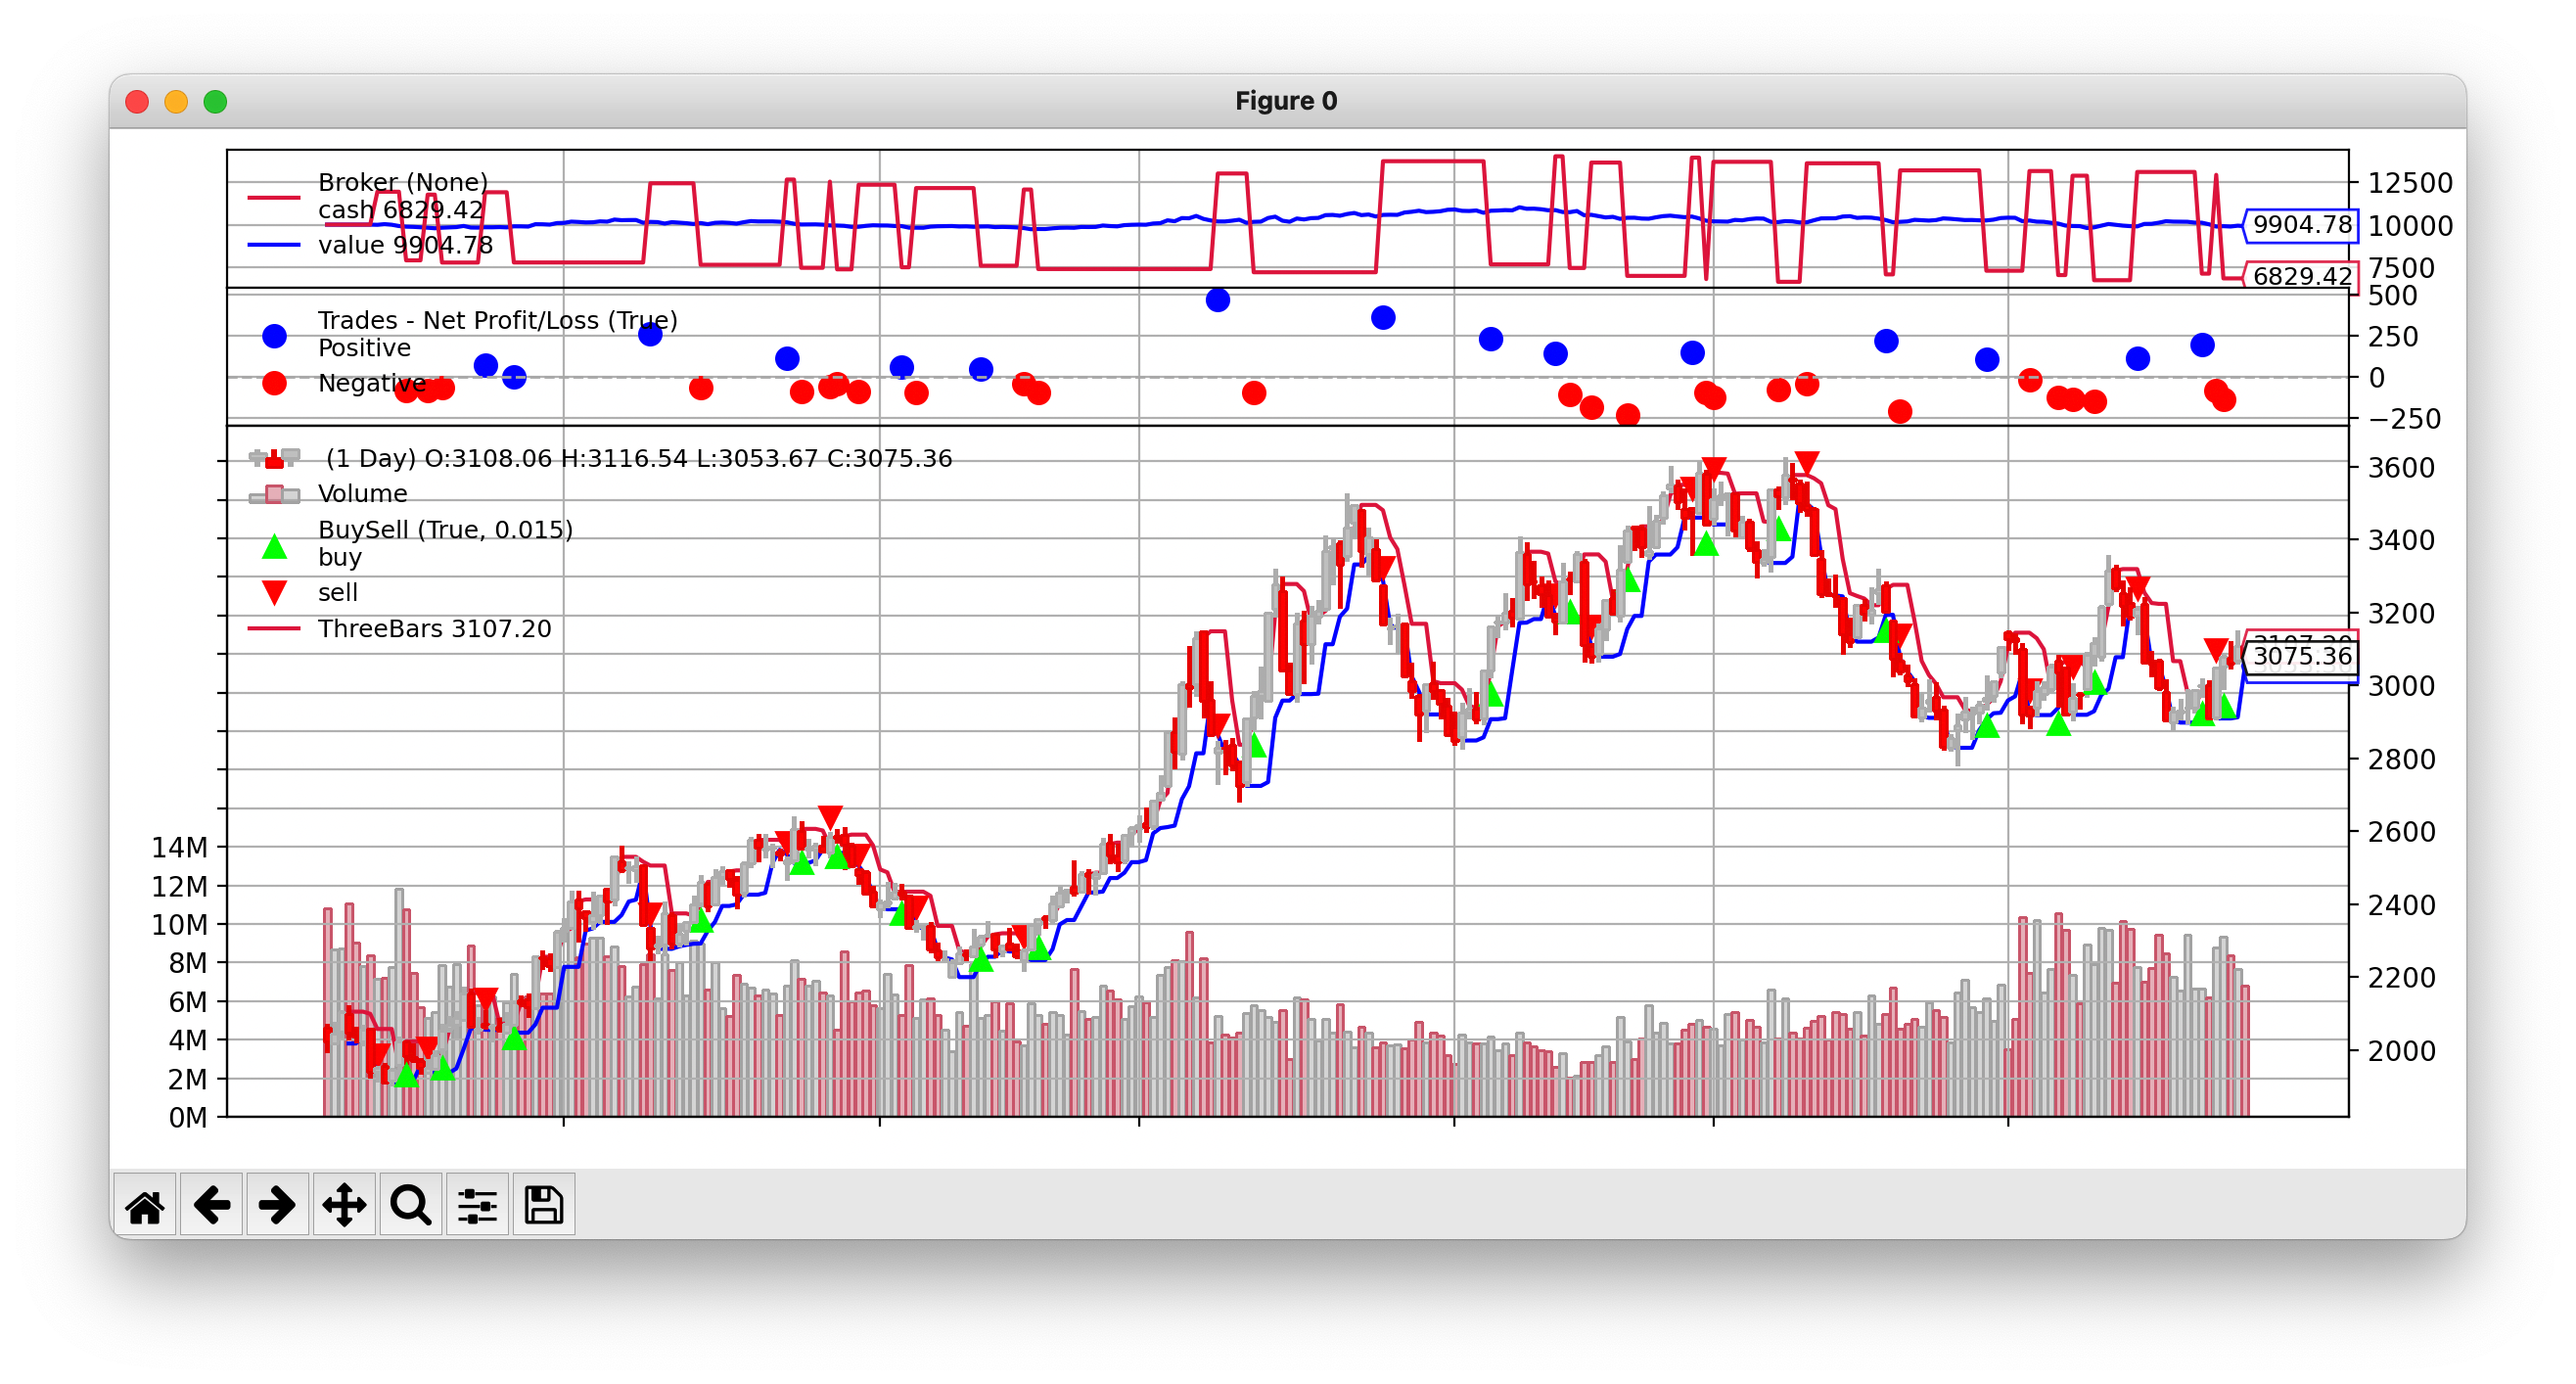 Figure 0
Broker (None)
cash 6829.42
value 9904.78
12500
10000
7500
9904.78
6829.42
Trades - Net Profit/Loss (True)
Positive
Negative
500
250
0
−250
(1 Day) O:3108.06 H:3116.54 L:3053.67 C:3075.36
Volume
BuySell (True, 0.015)
buy
sell
ThreeBars 3107.20
3600
3400
3200
3000
2800
2600
2400
2200
2000
3075.36
14M
12M
10M
8M
6M
4M
2M
0M